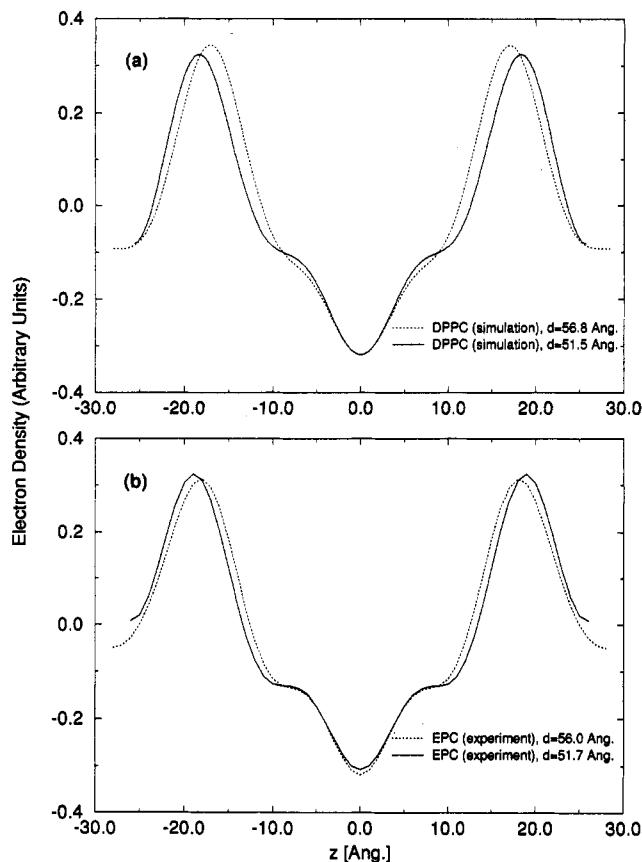 0.4
(a)
0.2
0.0
-0.2
DPPC (simulation), d=56.8 Ang.
DPPC (simulation), d=51.5 Ang.
-0.4
-30.0 -20.0 -10.0 0.0 10.0 20.0 30.0
Electron Density (Arbitrary Units)
0.4
(b)
0.2
0.0
-0.2
EPC (experiment), d=56.0 Ang.
EPC (experiment), d=51.7 Ang.
-0.4
-30.0 -20.0 -10.0 0.0 10.0 20.0 30.0
z [Ang.]